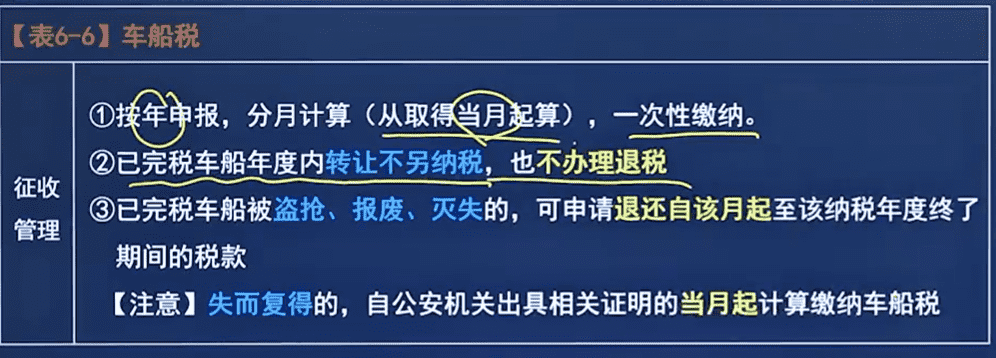 【表6-6】车船税
征收
管理
①按年申报，分月计算（从取得当月起算），一次性缴纳。
②已完税车船年度内转让不另纳税，也不办理退税
③已完税车船被盗抢、报废、灭失的，可申请退还自该月起至该纳税年度终了
期间的税款
【注意】失而复得的，自公安机关出具相关证明的当月起计算缴纳车船税